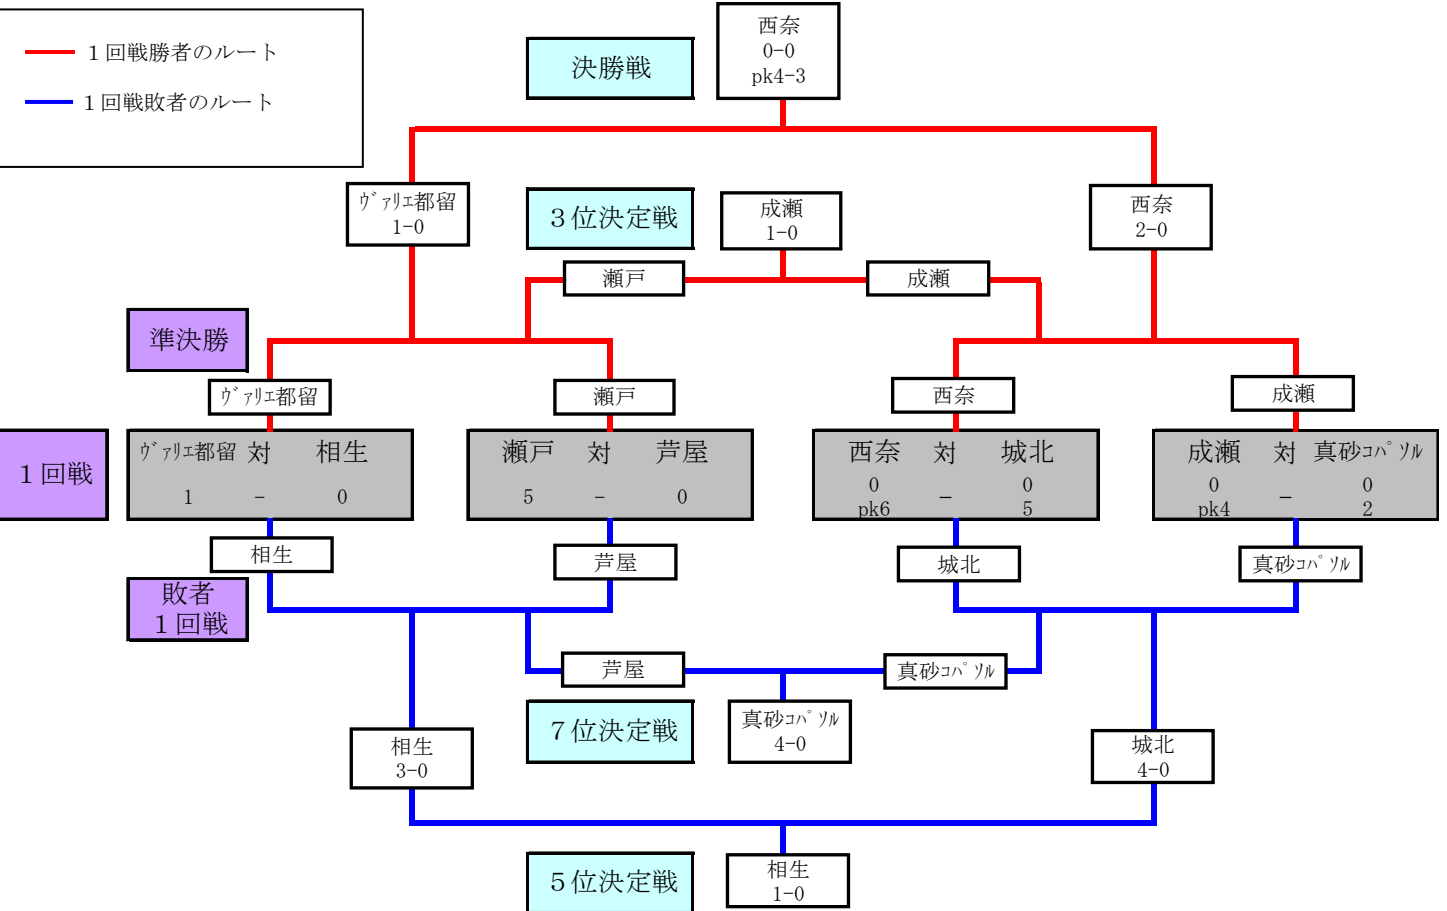 １回戦勝者のルート
１回戦敗者のルート
決勝戦
西奈
0-0
pk4-3
ｳﾞｧﾘｴ都留
1-0
３位決定戦
成瀬
1-0
西奈
2-0
瀬戸
成瀬
準決勝
ｳﾞｧﾘｴ都留
瀬戸
西奈
成瀬
１回戦
ｳﾞｧﾘｴ都留 対 相生
1 - 0
瀬戸 対 芦屋
5 - 0
西奈 対 城北
0 - 0
pk6 5
成瀬 対 真砂ｺﾊﾟｿﾙ
0 - 0
pk4 2
相生
芦屋
城北
真砂ｺﾊﾟｿﾙ
敗者
１回戦
芦屋
真砂ｺﾊﾟｿﾙ
７位決定戦
真砂ｺﾊﾟｿﾙ
4-0
相生
3-0
城北
4-0
５位決定戦
相生
1-0